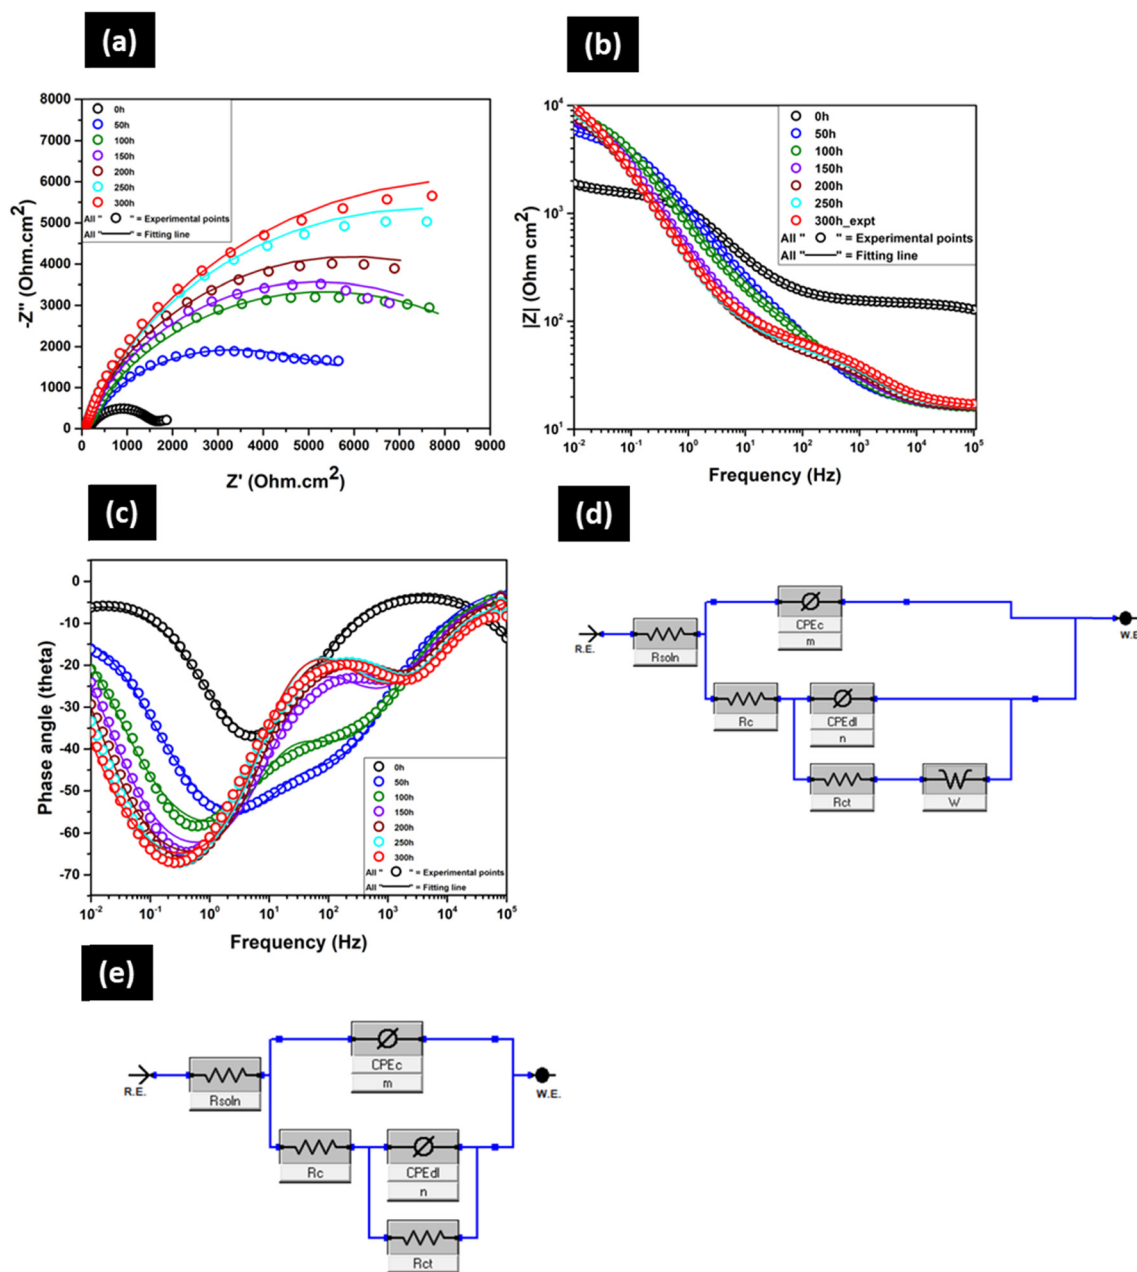 (a)
8000
7000
6000
5000
4000
3000
2000
1000
0
-Z'' (Ohm.cm2)
0h
50h
100h
150h
200h
250h
300h
All " O " = Experimental points
All "——" = Fitting line
0 1000 2000 3000 4000 5000 6000 7000 8000 9000
Z' (Ohm.cm2)
(b)
10^4
10^3
10^2
10^1
|Z| (Ohm cm2)
0h
50h
100h
150h
200h
250h
300h_expt
All " O " = Experimental points
All "——" = Fitting line
10^-2 10^-1 10^0 10^1 10^2 10^3 10^4 10^5
Frequency (Hz)
(c)
0
-10
-20
-30
-40
-50
-60
-70
Phase angle (theta)
0h
50h
100h
150h
200h
250h
300h
All " O " = Experimental points
All "——" = Fitting line
10^-2 10^-1 10^0 10^1 10^2 10^3 10^4 10^5
Frequency (Hz)
(d)
R.E.
Rsoln
CPEc
m
W.E.
Rc
CPEdl
n
Rct
W
(e)
R.E.
Rsoln
CPEc
m
W.E.
Rc
CPEdl
n
Rct